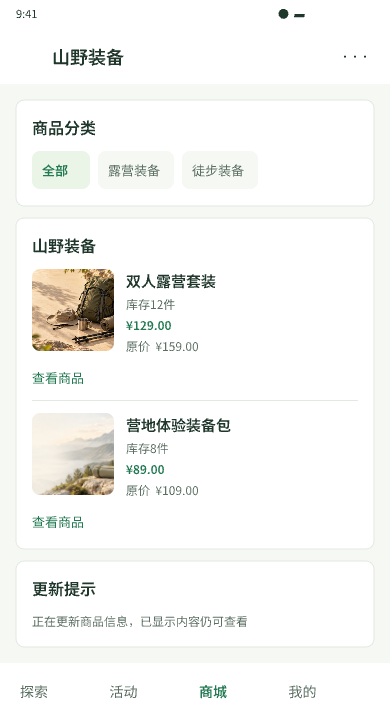 9:41
山野装备
商品分类
全部 露营装备 徒步装备
山野装备
双人露营套装
库存12件
¥129.00
原价 ¥159.00
查看商品
营地体验装备包
库存8件
¥89.00
原价 ¥109.00
查看商品
更新提示
正在更新商品信息，已显示内容仍可查看
探索 活动 商城 我的